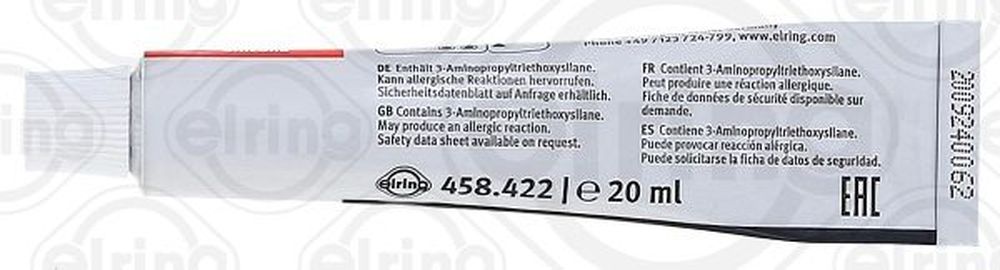 Phone +49 7123 724-799, www.elring.com
DE Enthält 3-Aminopropyltriethoxysilane.
Kann allergische Reaktionen hervorrufen.
Sicherheitsdatenblatt auf Anfrage erhältlich.
GB Contains 3-Aminopropyltriethoxysilane.
May produce an allergic reaction.
Safety data sheet available on request.
FR Contient 3-Aminopropyltriethoxysilane.
Peut produire une réaction allergique.
Fiche de données de sécurité disponible sur
demande.
ES Contiene 3-Aminopropyltriethoxysilane.
Puede provocar reacción alérgica.
Puede solicitarse la ficha de datos de seguridad.
elring 458.422 | e 20 ml
EAC